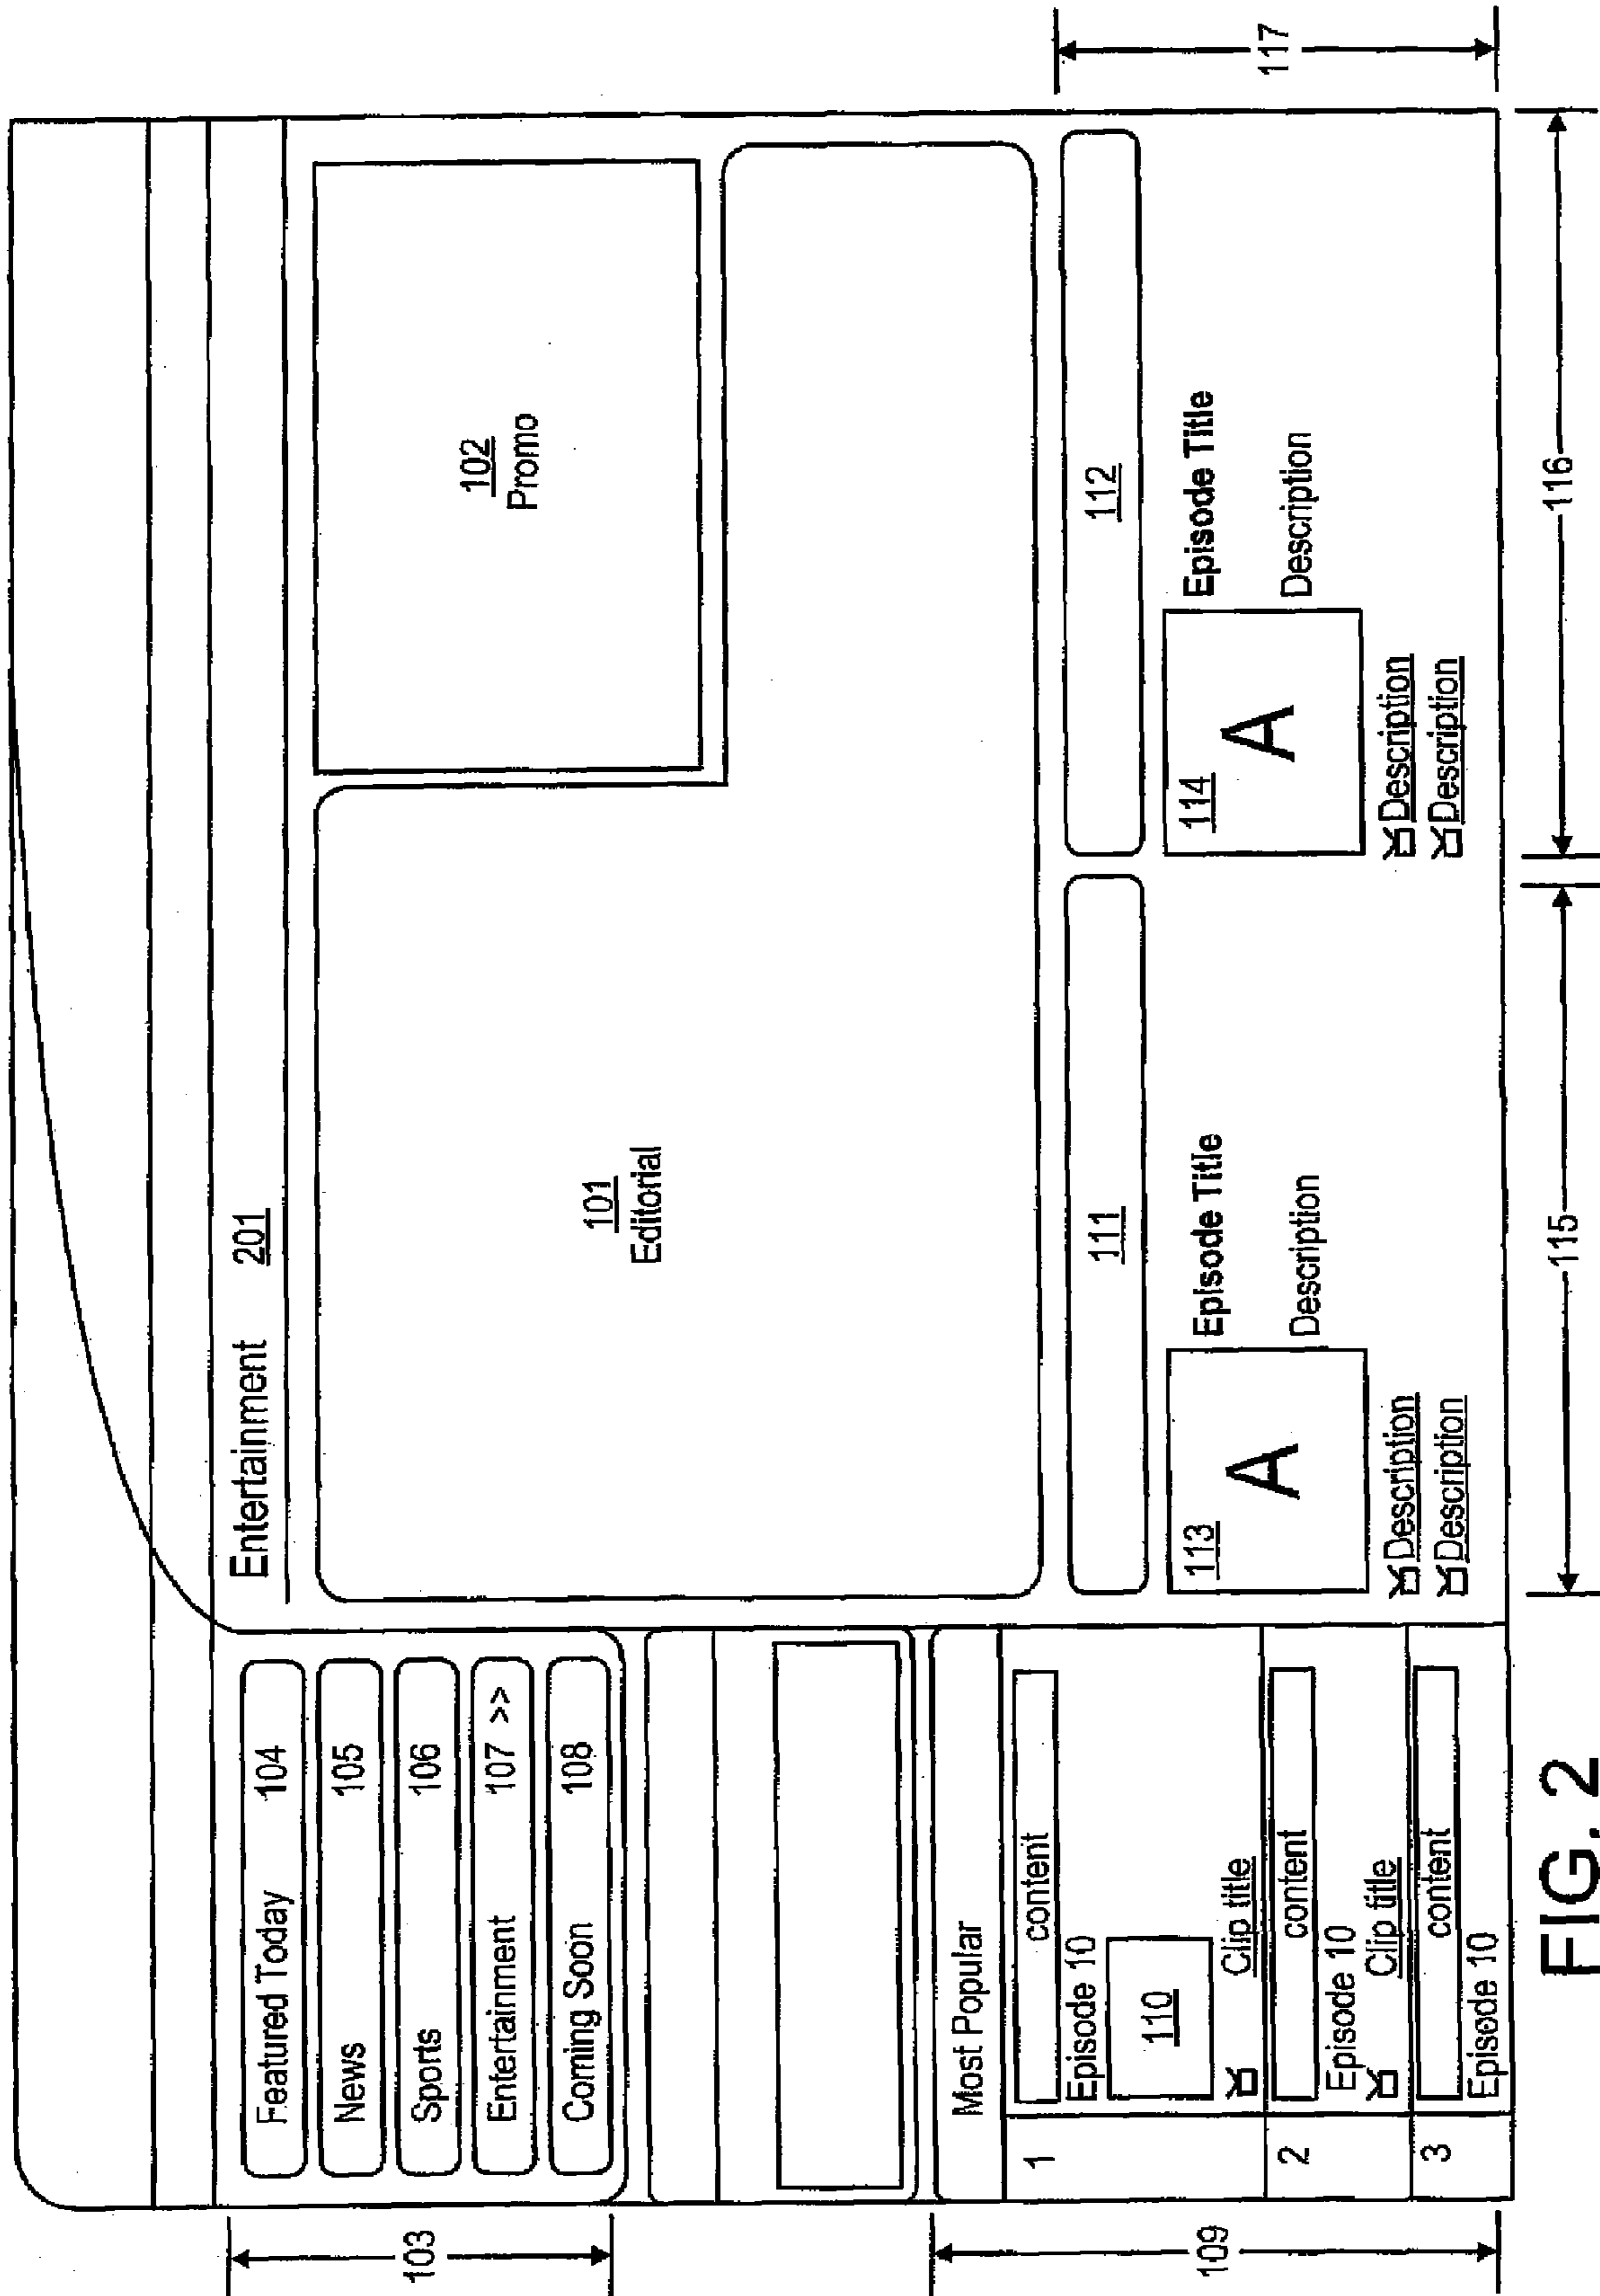 Featured Today 104
News 105
Sports 106
Entertainment 107 >>
Coming Soon 108
103
Most Popular
1
content
Episode 10
110
Clip title
2
content
Episode 10
Clip title
3
content
Episode 10
109
Entertainment 201
101
Editorial
102
Promo
111
113
A
Episode Title
Description
Description
Description
112
114
A
Episode Title
Description
Description
Description
117
115
116
FIG. 2